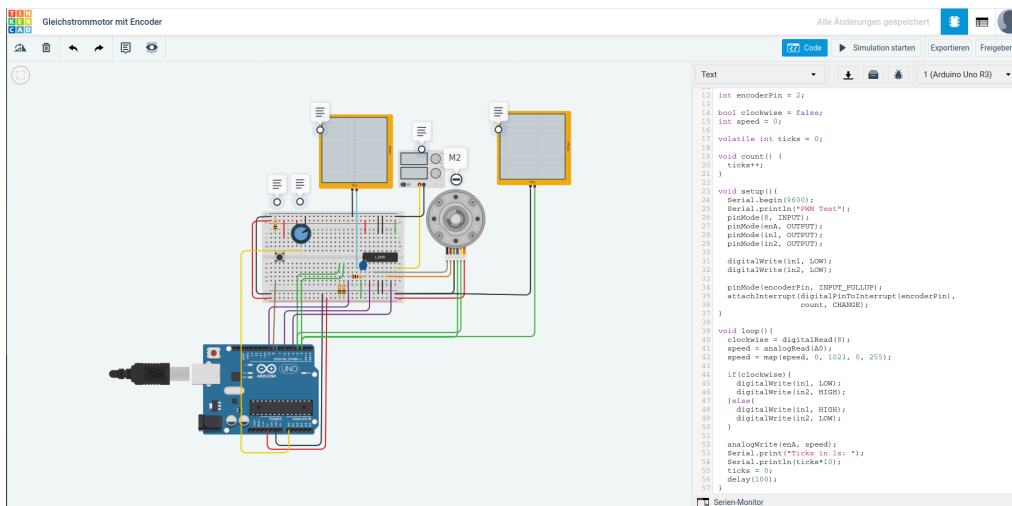 TIN
KER
CAD
Gleichstrommotor mit Encoder
Alle Änderungen gespeichert
Code
Simulation starten
Exportieren
Freigeben
Text
1 (Arduino Uno R3)
12 int encoderPin = 2;
13
14 bool clockwise = false;
15 int speed = 0;
16
17 volatile int ticks = 0;
18
19 void count() {
20 ticks++;
21 }
22
23 void setup(){
24 Serial.begin(9600);
25 Serial.println("PWM Test");
26 pinMode(8, INPUT);
27 pinMode(enA, OUTPUT);
28 pinMode(in1, OUTPUT);
29 pinMode(in2, OUTPUT);
30
31 digitalWrite(in1, LOW);
32 digitalWrite(in2, LOW);
33
34 pinMode(encoderPin, INPUT_PULLUP);
35 attachInterrupt(digitalPinToInterrupt(encoderPin),
36 count, CHANGE);
37 }
38
39 void loop(){
40 clockwise = digitalRead(8);
41 speed = analogRead(A0);
42 speed = map(speed, 0, 1023, 0, 255);
43
44 if(clockwise){
45 digitalWrite(in1, LOW);
46 digitalWrite(in2, HIGH);
47 }else{
48 digitalWrite(in1, HIGH);
49 digitalWrite(in2, LOW);
50 }
51
52 analogWrite(enA, speed);
53 Serial.print("Ticks in 1s: ");
54 Serial.println(ticks*10);
55 ticks = 0;
56 delay(100);
57 }
Serien-Monitor
M2
L293D
UNO
ARDUINO